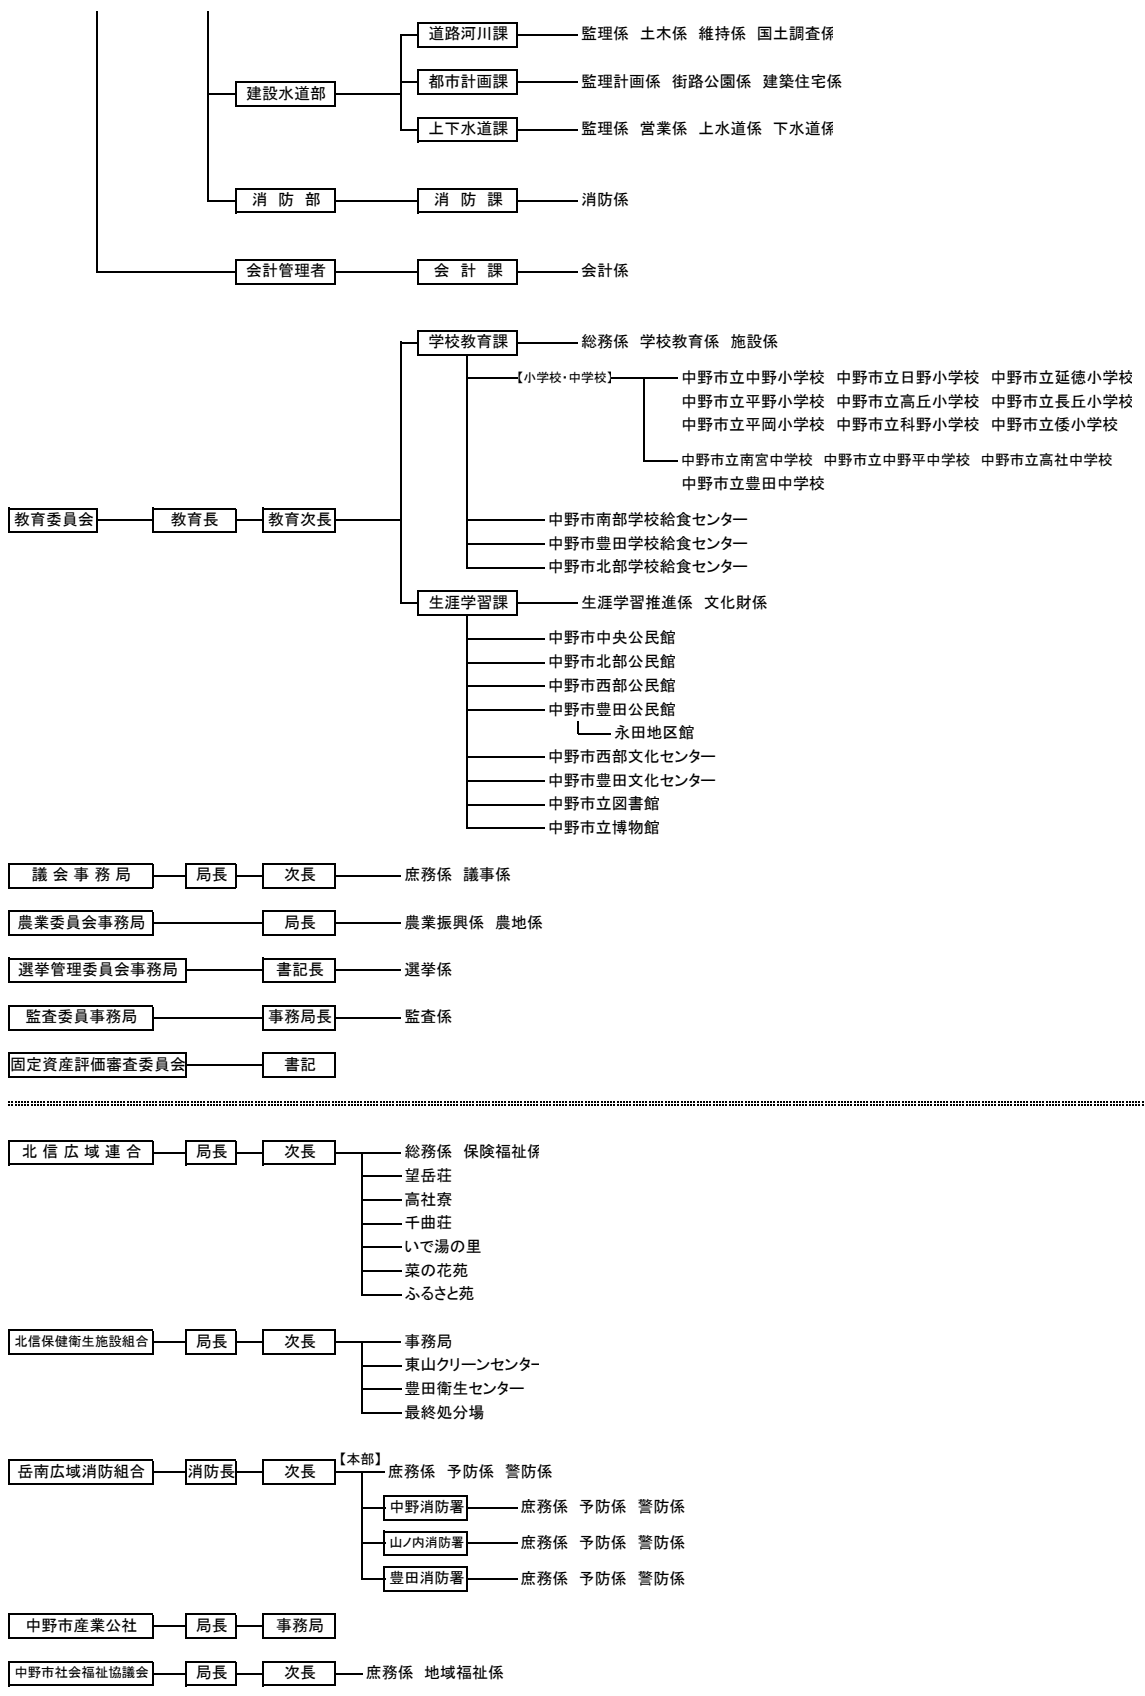 道路河川課 監理係 土木係 維持係 国土調査係
都市計画課 監理計画係 街路公園係 建築住宅係
建設水道部
上下水道課 監理係 営業係 上水道係 下水道係
消 防 部 消 防 課 消防係
会計管理者 会 計 課 会計係
学校教育課 総務係 学校教育係 施設係
【小学校・中学校】 中野市立中野小学校 中野市立日野小学校 中野市立延徳小学校
中野市立平野小学校 中野市立高丘小学校 中野市立長丘小学校
中野市立平岡小学校 中野市立科野小学校 中野市立倭小学校
中野市立南宮中学校 中野市立中野平中学校 中野市立高社中学校
中野市立豊田中学校
教育委員会 教育長 教育次長 中野市南部学校給食センター
中野市豊田学校給食センター
中野市北部学校給食センター
生涯学習課 生涯学習推進係 文化財係
中野市中央公民館
中野市北部公民館
中野市西部公民館
中野市豊田公民館
永田地区館
中野市西部文化センター
中野市豊田文化センター
中野市立図書館
中野市立博物館
議 会 事 務 局 局長 次長 庶務係 議事係
農業委員会事務局 局長 農業振興係 農地係
選挙管理委員会事務局 書記長 選挙係
監査委員事務局 事務局長 監査係
固定資産評価審査委員会 書記
北 信 広 域 連 合 局長 次長 総務係 保険福祉係
望岳荘
高社寮
千曲荘
いで湯の里
菜の花苑
ふるさと苑
北信保健衛生施設組合 局長 次長 事務局
東山クリーンセンター
豊田衛生センター
最終処分場
【本部】
岳南広域消防組合 消防長 次長 庶務係 予防係 警防係
中野消防署 庶務係 予防係 警防係
山ノ内消防署 庶務係 予防係 警防係
豊田消防署 庶務係 予防係 警防係
中野市産業公社 局長 事務局
中野市社会福祉協議会 局長 次長 庶務係 地域福祉係